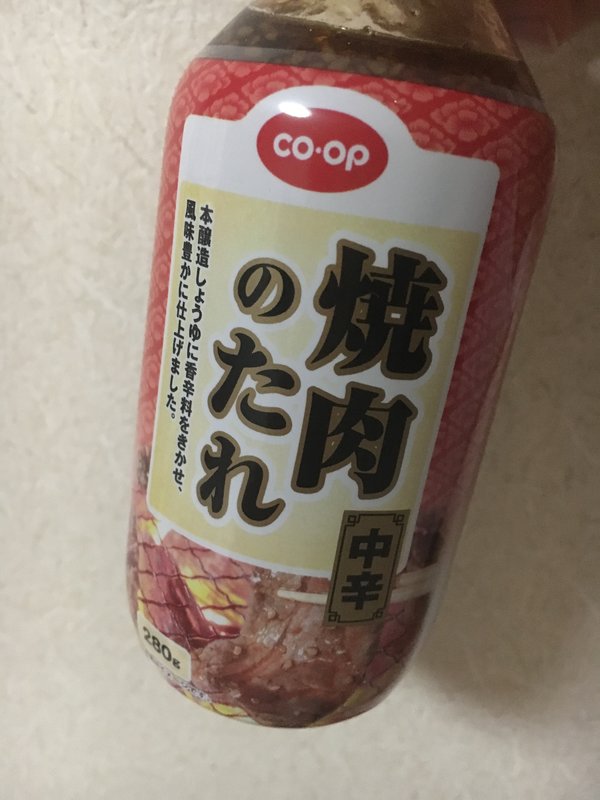 CO·OP
焼肉
のたれ
中辛
本醸造しょうゆに香辛料をきかせ、
風味豊かに仕上げました。
280g